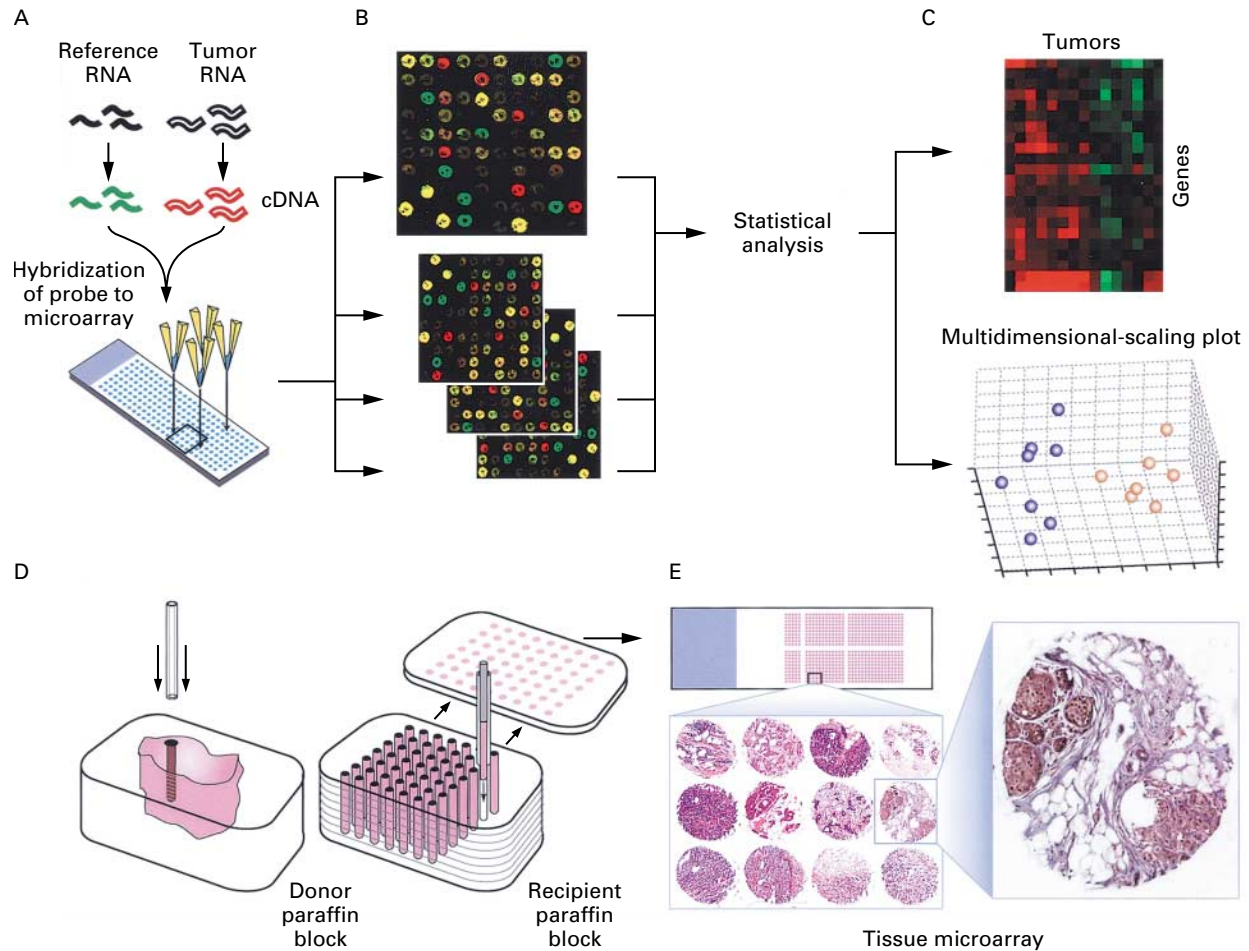 A
B
C
Reference
RNA
Tumor
RNA
cDNA
Hybridization
of probe to
microarray
Statistical
analysis
Tumors
Genes
Multidimensional-scaling plot
D
E
Donor
paraffin
block
Recipient
paraffin
block
Tissue microarray